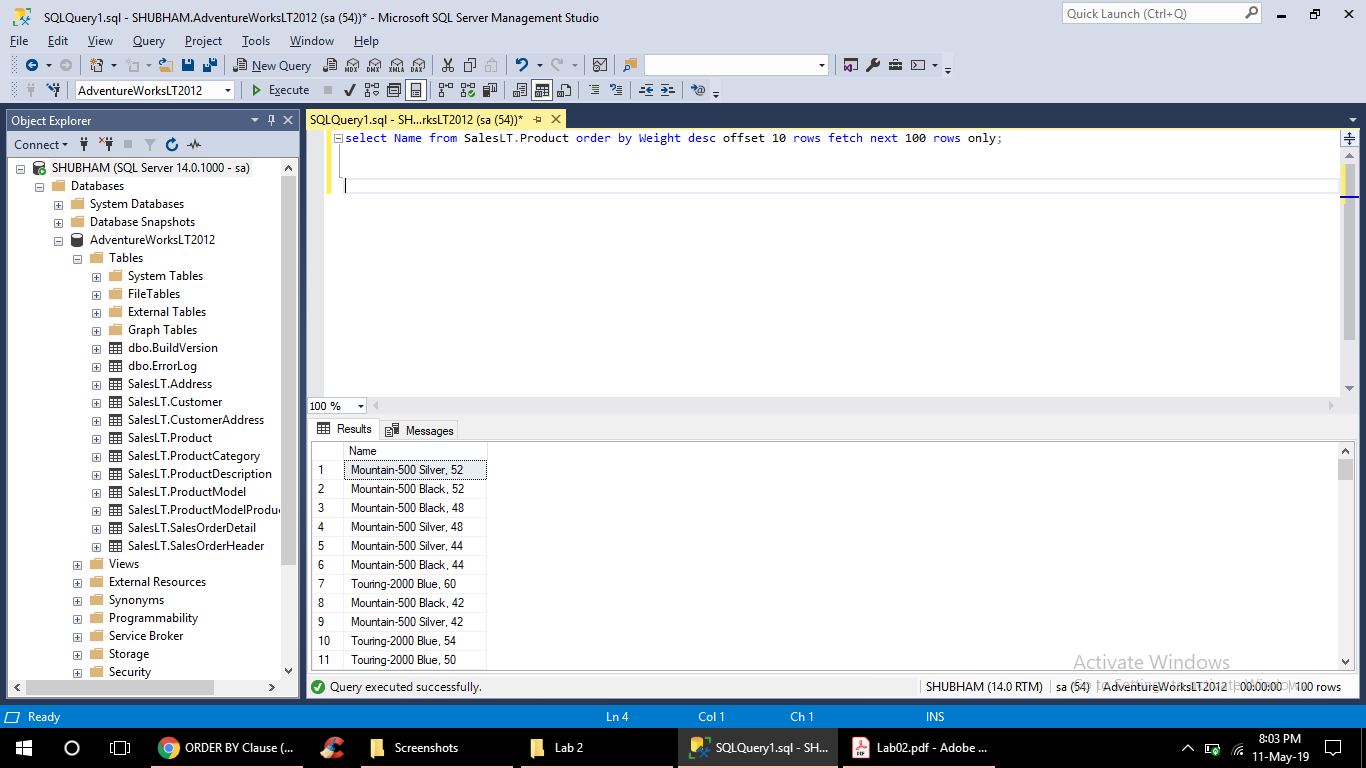 SQLQuery1.sql - SHUBHAM.AdventureWorksLT2012 (sa (54))* - Microsoft SQL Server Management Studio
Quick Launch (Ctrl+Q)
File Edit View Query Project Tools Window Help
New Query MDX DMX XMLA DAX
AdventureWorksLT2012 Execute
Object Explorer
Connect
SHUBHAM (SQL Server 14.0.1000 - sa)
Databases
System Databases
Database Snapshots
AdventureWorksLT2012
Tables
System Tables
FileTables
External Tables
Graph Tables
dbo.BuildVersion
dbo.ErrorLog
SalesLT.Address
SalesLT.Customer
SalesLT.CustomerAddress
SalesLT.Product
SalesLT.ProductCategory
SalesLT.ProductDescription
SalesLT.ProductModel
SalesLT.ProductModelProdu
SalesLT.SalesOrderDetail
SalesLT.SalesOrderHeader
Views
External Resources
Synonyms
Programmability
Service Broker
Storage
Security
SQLQuery1.sql - SH...rksLT2012 (sa (54))*
select Name from SalesLT.Product order by Weight desc offset 10 rows fetch next 100 rows only;
100 %
Results Messages
Name
1 Mountain-500 Silver, 52
2 Mountain-500 Black, 52
3 Mountain-500 Black, 48
4 Mountain-500 Silver, 48
5 Mountain-500 Silver, 44
6 Mountain-500 Black, 44
7 Touring-2000 Blue, 60
8 Mountain-500 Black, 42
9 Mountain-500 Silver, 42
10 Touring-2000 Blue, 54
11 Touring-2000 Blue, 50
Activate Windows
Go to Settings to activate Windows.
Query executed successfully.
SHUBHAM (14.0 RTM) sa (54) AdventureWorksLT2012 00:00:00 100 rows
Ready Ln 4 Col 1 Ch 1 INS
ORDER BY Clause (... Screenshots Lab 2 SQLQuery1.sql - SH... Lab02.pdf - Adobe ...
8:03 PM
11-May-19